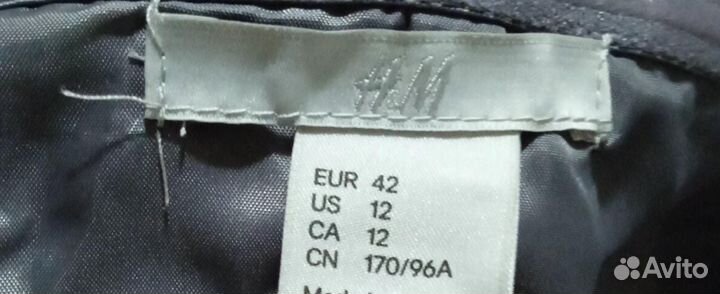 H&M
EUR 42
US 12
CA 12
CN 170/96A
Avito